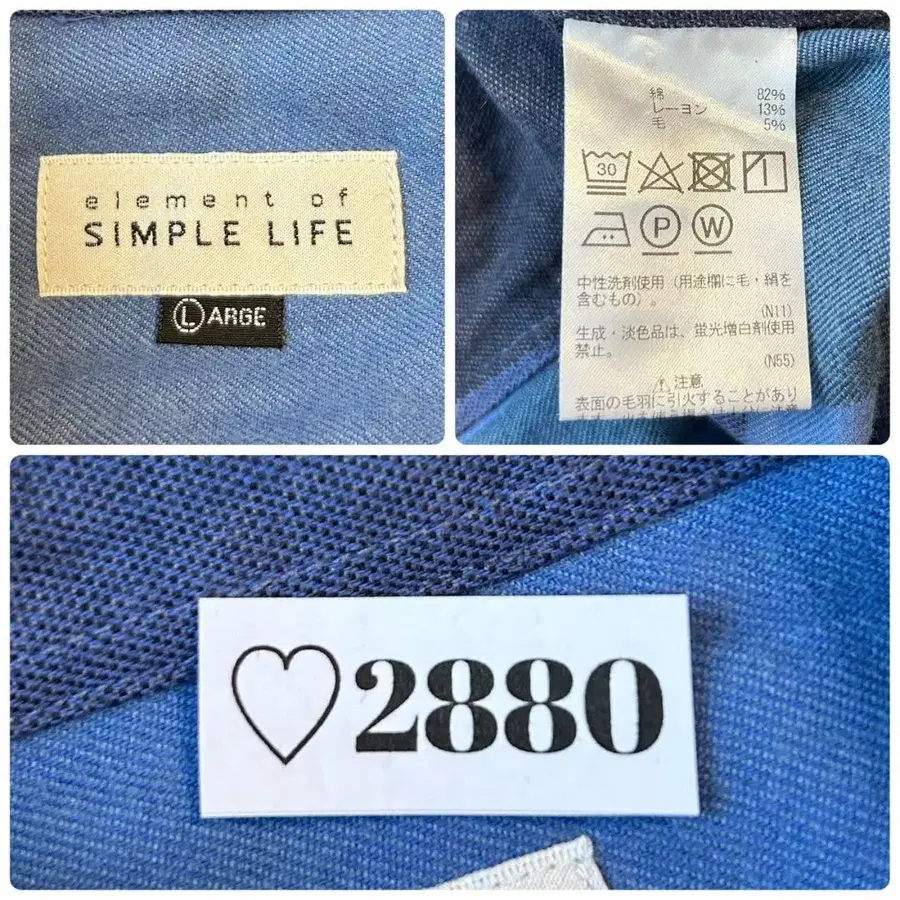 element of
SIMPLE LIFE
LARGE
綿 82%
レーヨン 13%
毛 5%
30
P W
中性洗剤使用（用途欄に毛・絹を
含むもの）。
(N11)
生成・淡色品は、蛍光増白剤使用
禁止。
(N55)
⚠注意
表面の毛羽に引火することがあり
♡2880